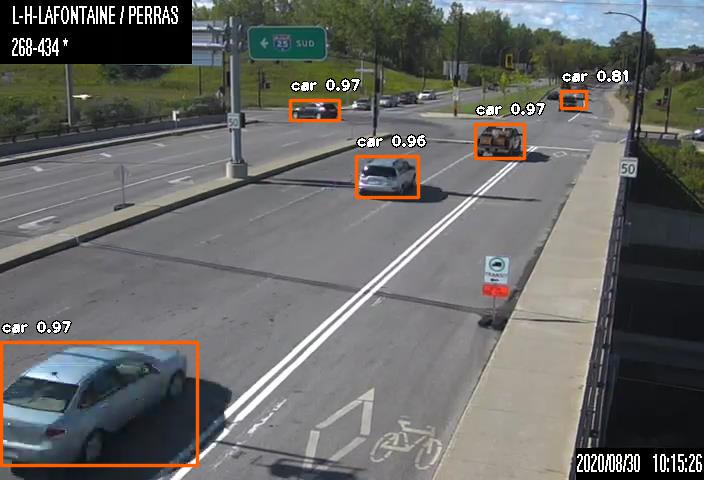 L-H-LAFONTAINE / PERRAS
268-434 *
25 SUD
car 0.97
car 0.81
car 0.97
car 0.96
50
TRANSIT
car 0.97
2020/08/30 10:15:26